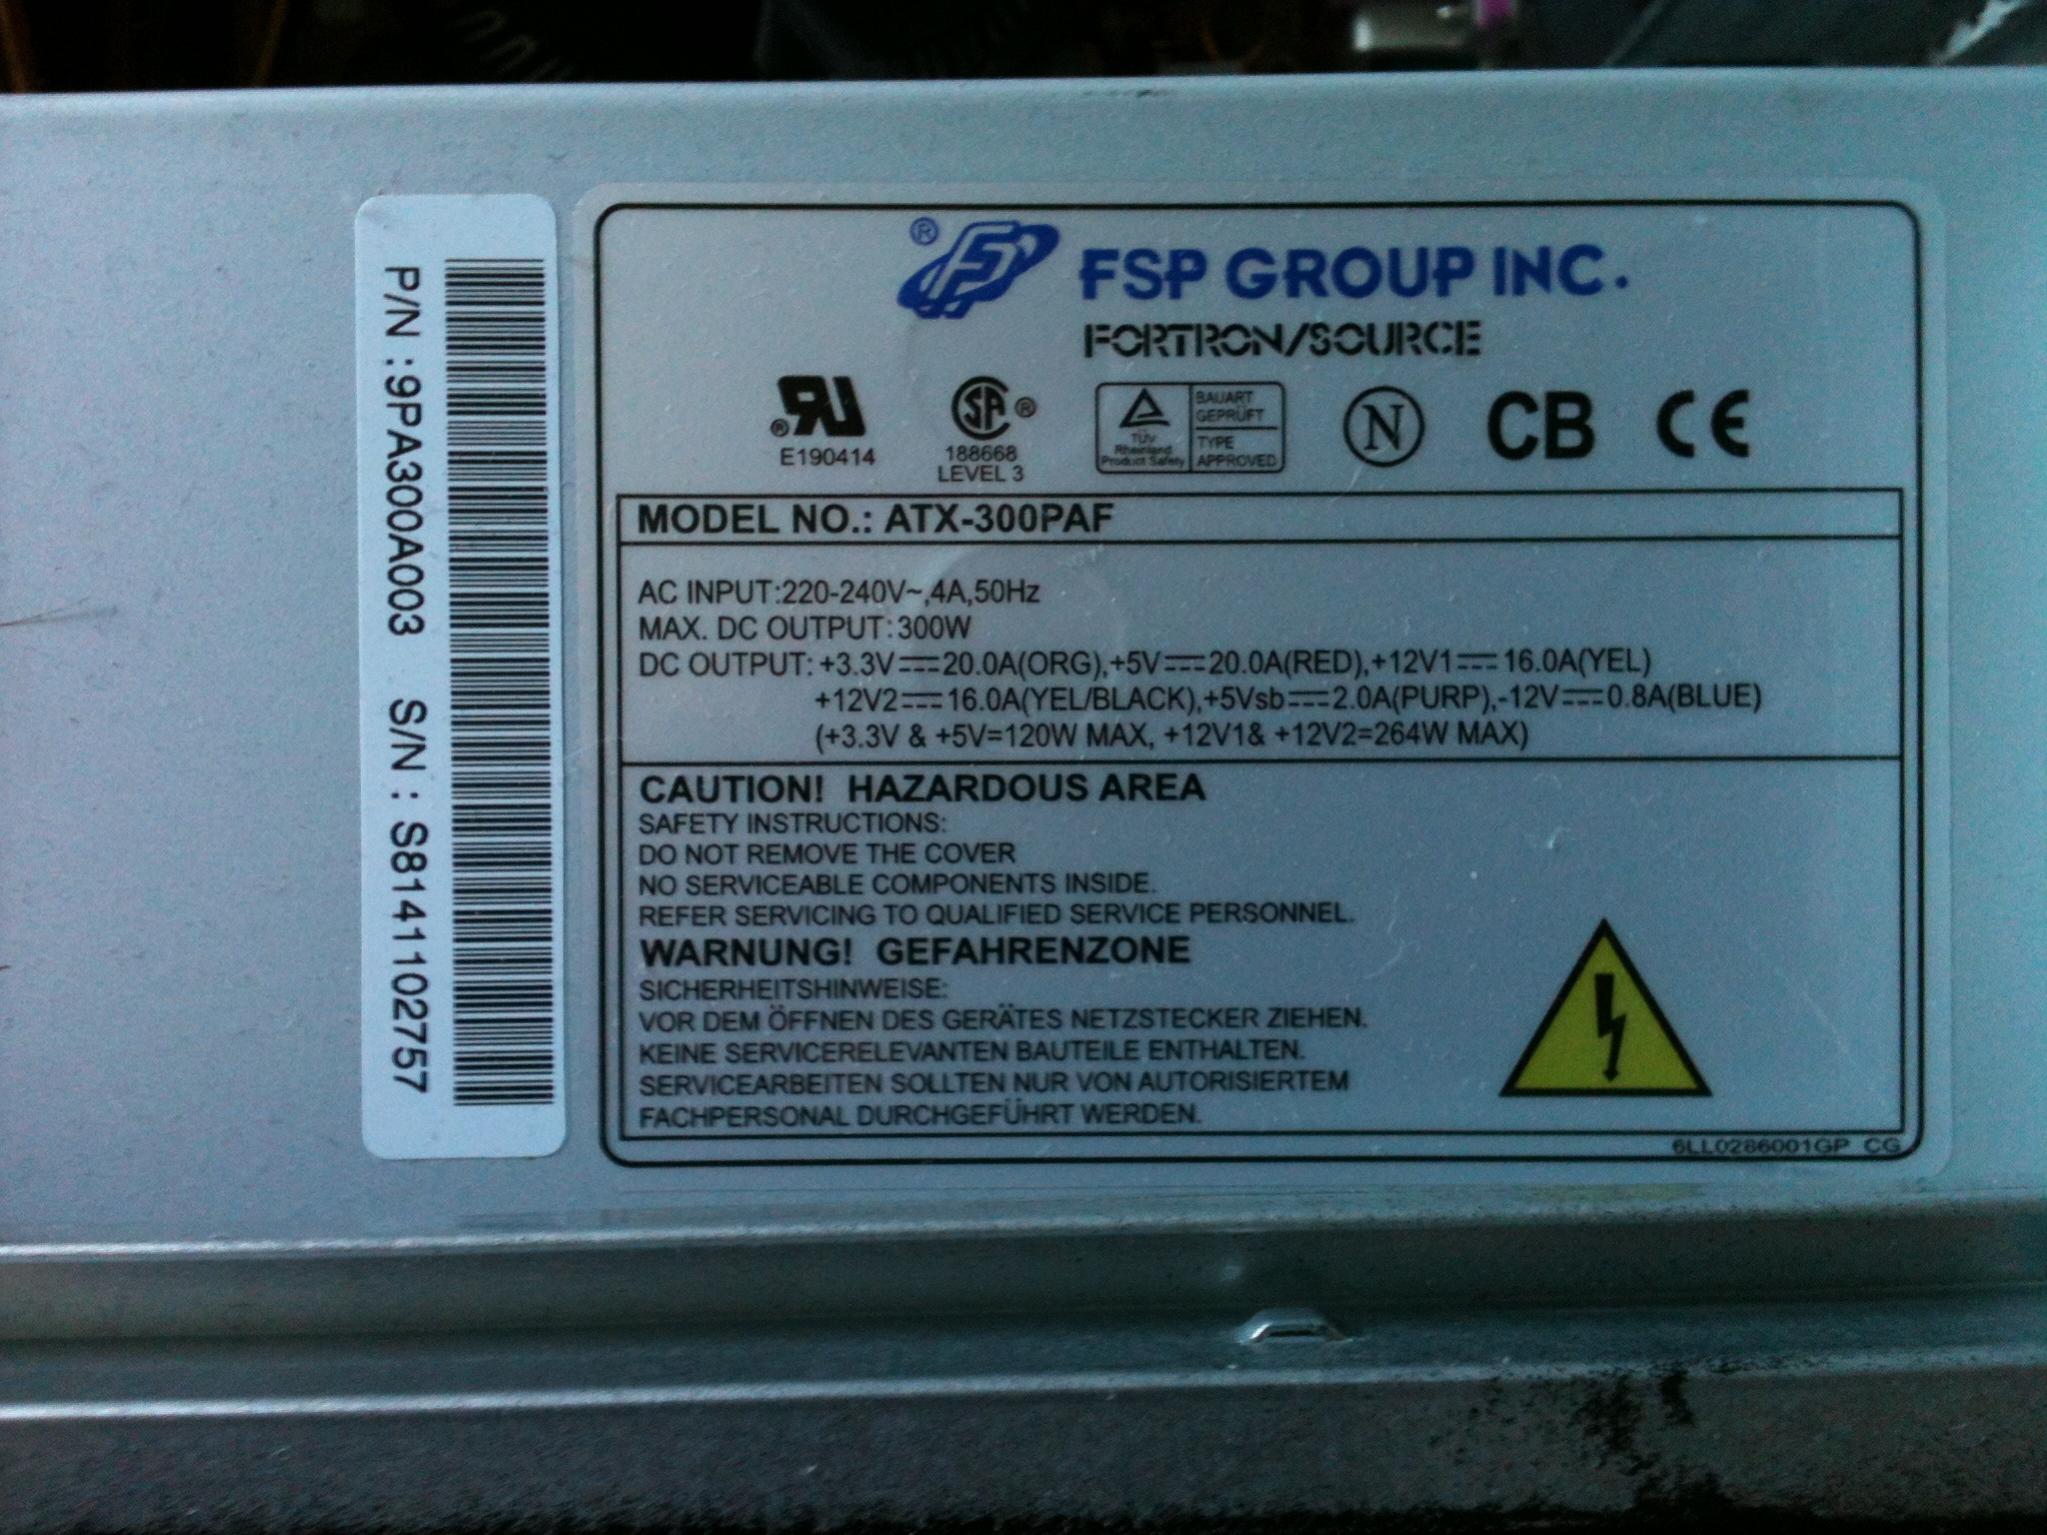 P/N :9PA300A003 S/N : S8141102757
® FSP GROUP INC.
FORTRON/SOURCE
® E190414
SA ®
188668
LEVEL 3
TÜV
Rheinland
Product Safety
BAUART
GEPRÜFT
TYPE
APPROVED
N
CB
CE
MODEL NO.: ATX-300PAF
AC INPUT:220-240V~,4A,50Hz
MAX. DC OUTPUT:300W
DC OUTPUT: +3.3V⎓20.0A(ORG),+5V⎓20.0A(RED),+12V1⎓16.0A(YEL)
+12V2⎓16.0A(YEL/BLACK),+5Vsb⎓2.0A(PURP),-12V⎓0.8A(BLUE)
(+3.3V & +5V=120W MAX, +12V1& +12V2=264W MAX)
CAUTION! HAZARDOUS AREA
SAFETY INSTRUCTIONS:
DO NOT REMOVE THE COVER
NO SERVICEABLE COMPONENTS INSIDE.
REFER SERVICING TO QUALIFIED SERVICE PERSONNEL.
WARNUNG! GEFAHRENZONE
SICHERHEITSHINWEISE:
VOR DEM ÖFFNEN DES GERÄTES NETZSTECKER ZIEHEN.
KEINE SERVICERELEVANTEN BAUTEILE ENTHALTEN.
SERVICEARBEITEN SOLLTEN NUR VON AUTORISIERTEM
FACHPERSONAL DURCHGEFÜHRT WERDEN.
6LL0286001GP CG